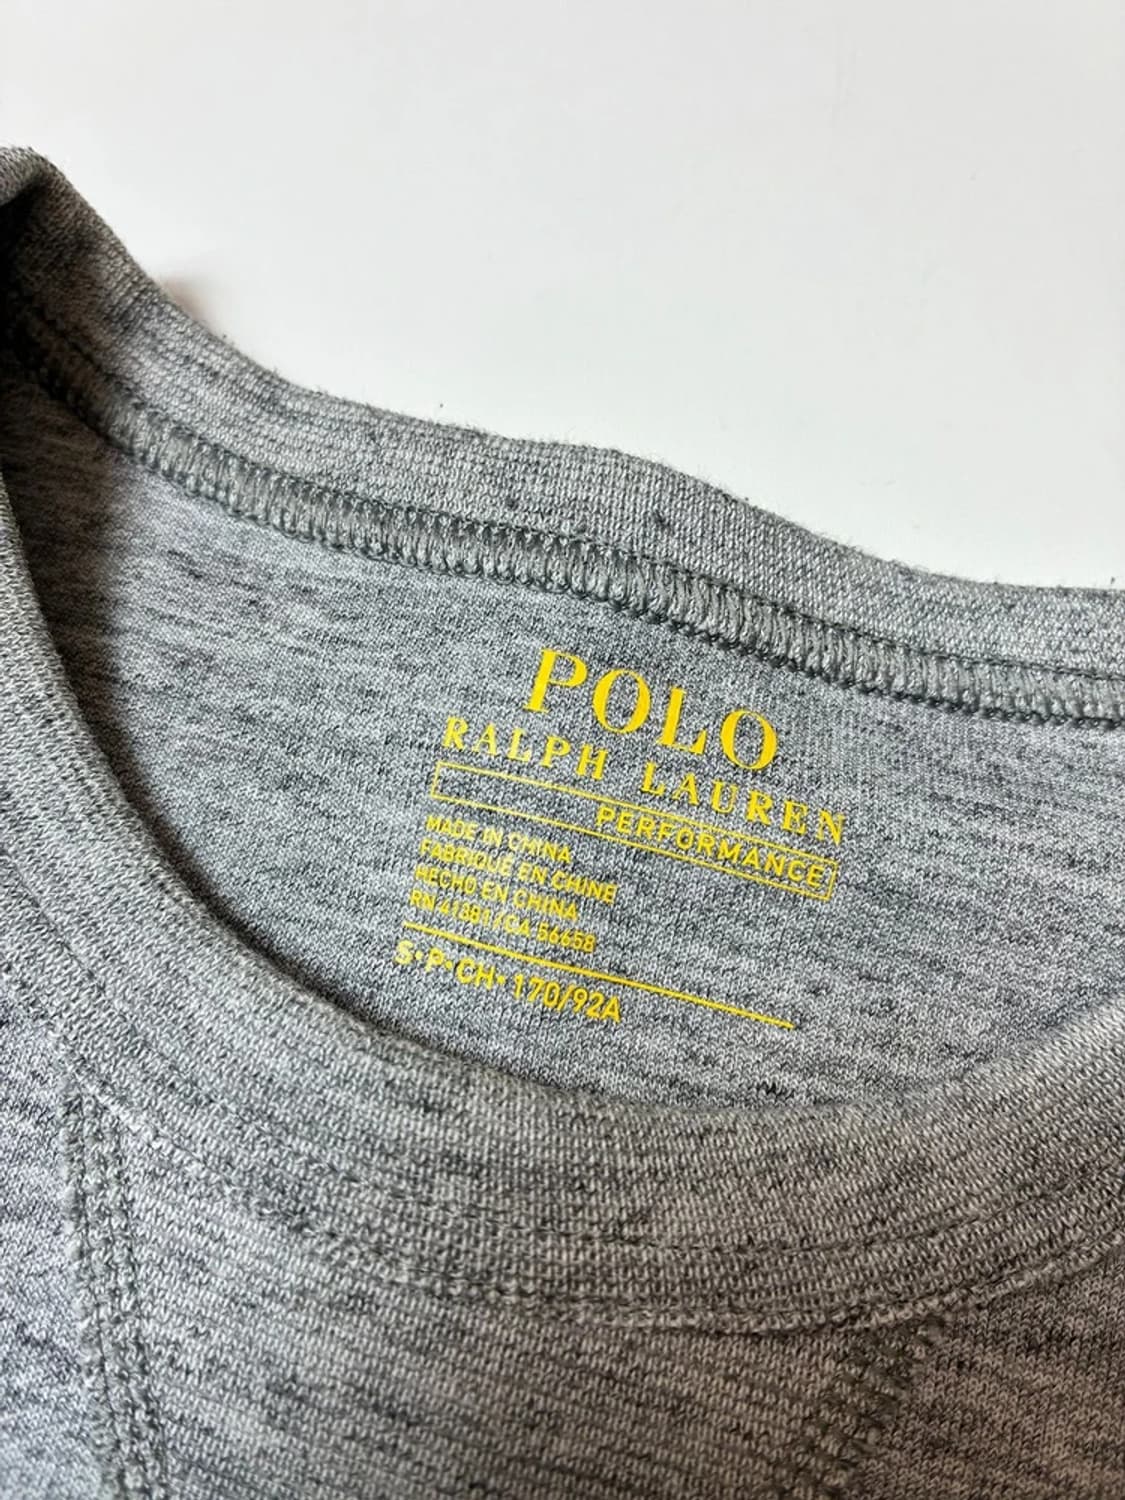 POLO
RALPH LAUREN
PERFORMANCE
MADE IN CHINA
FABRIQUÉ EN CHINE
HECHO EN CHINA
RN 41381 / CA 56658
S•P•CH•170/92A